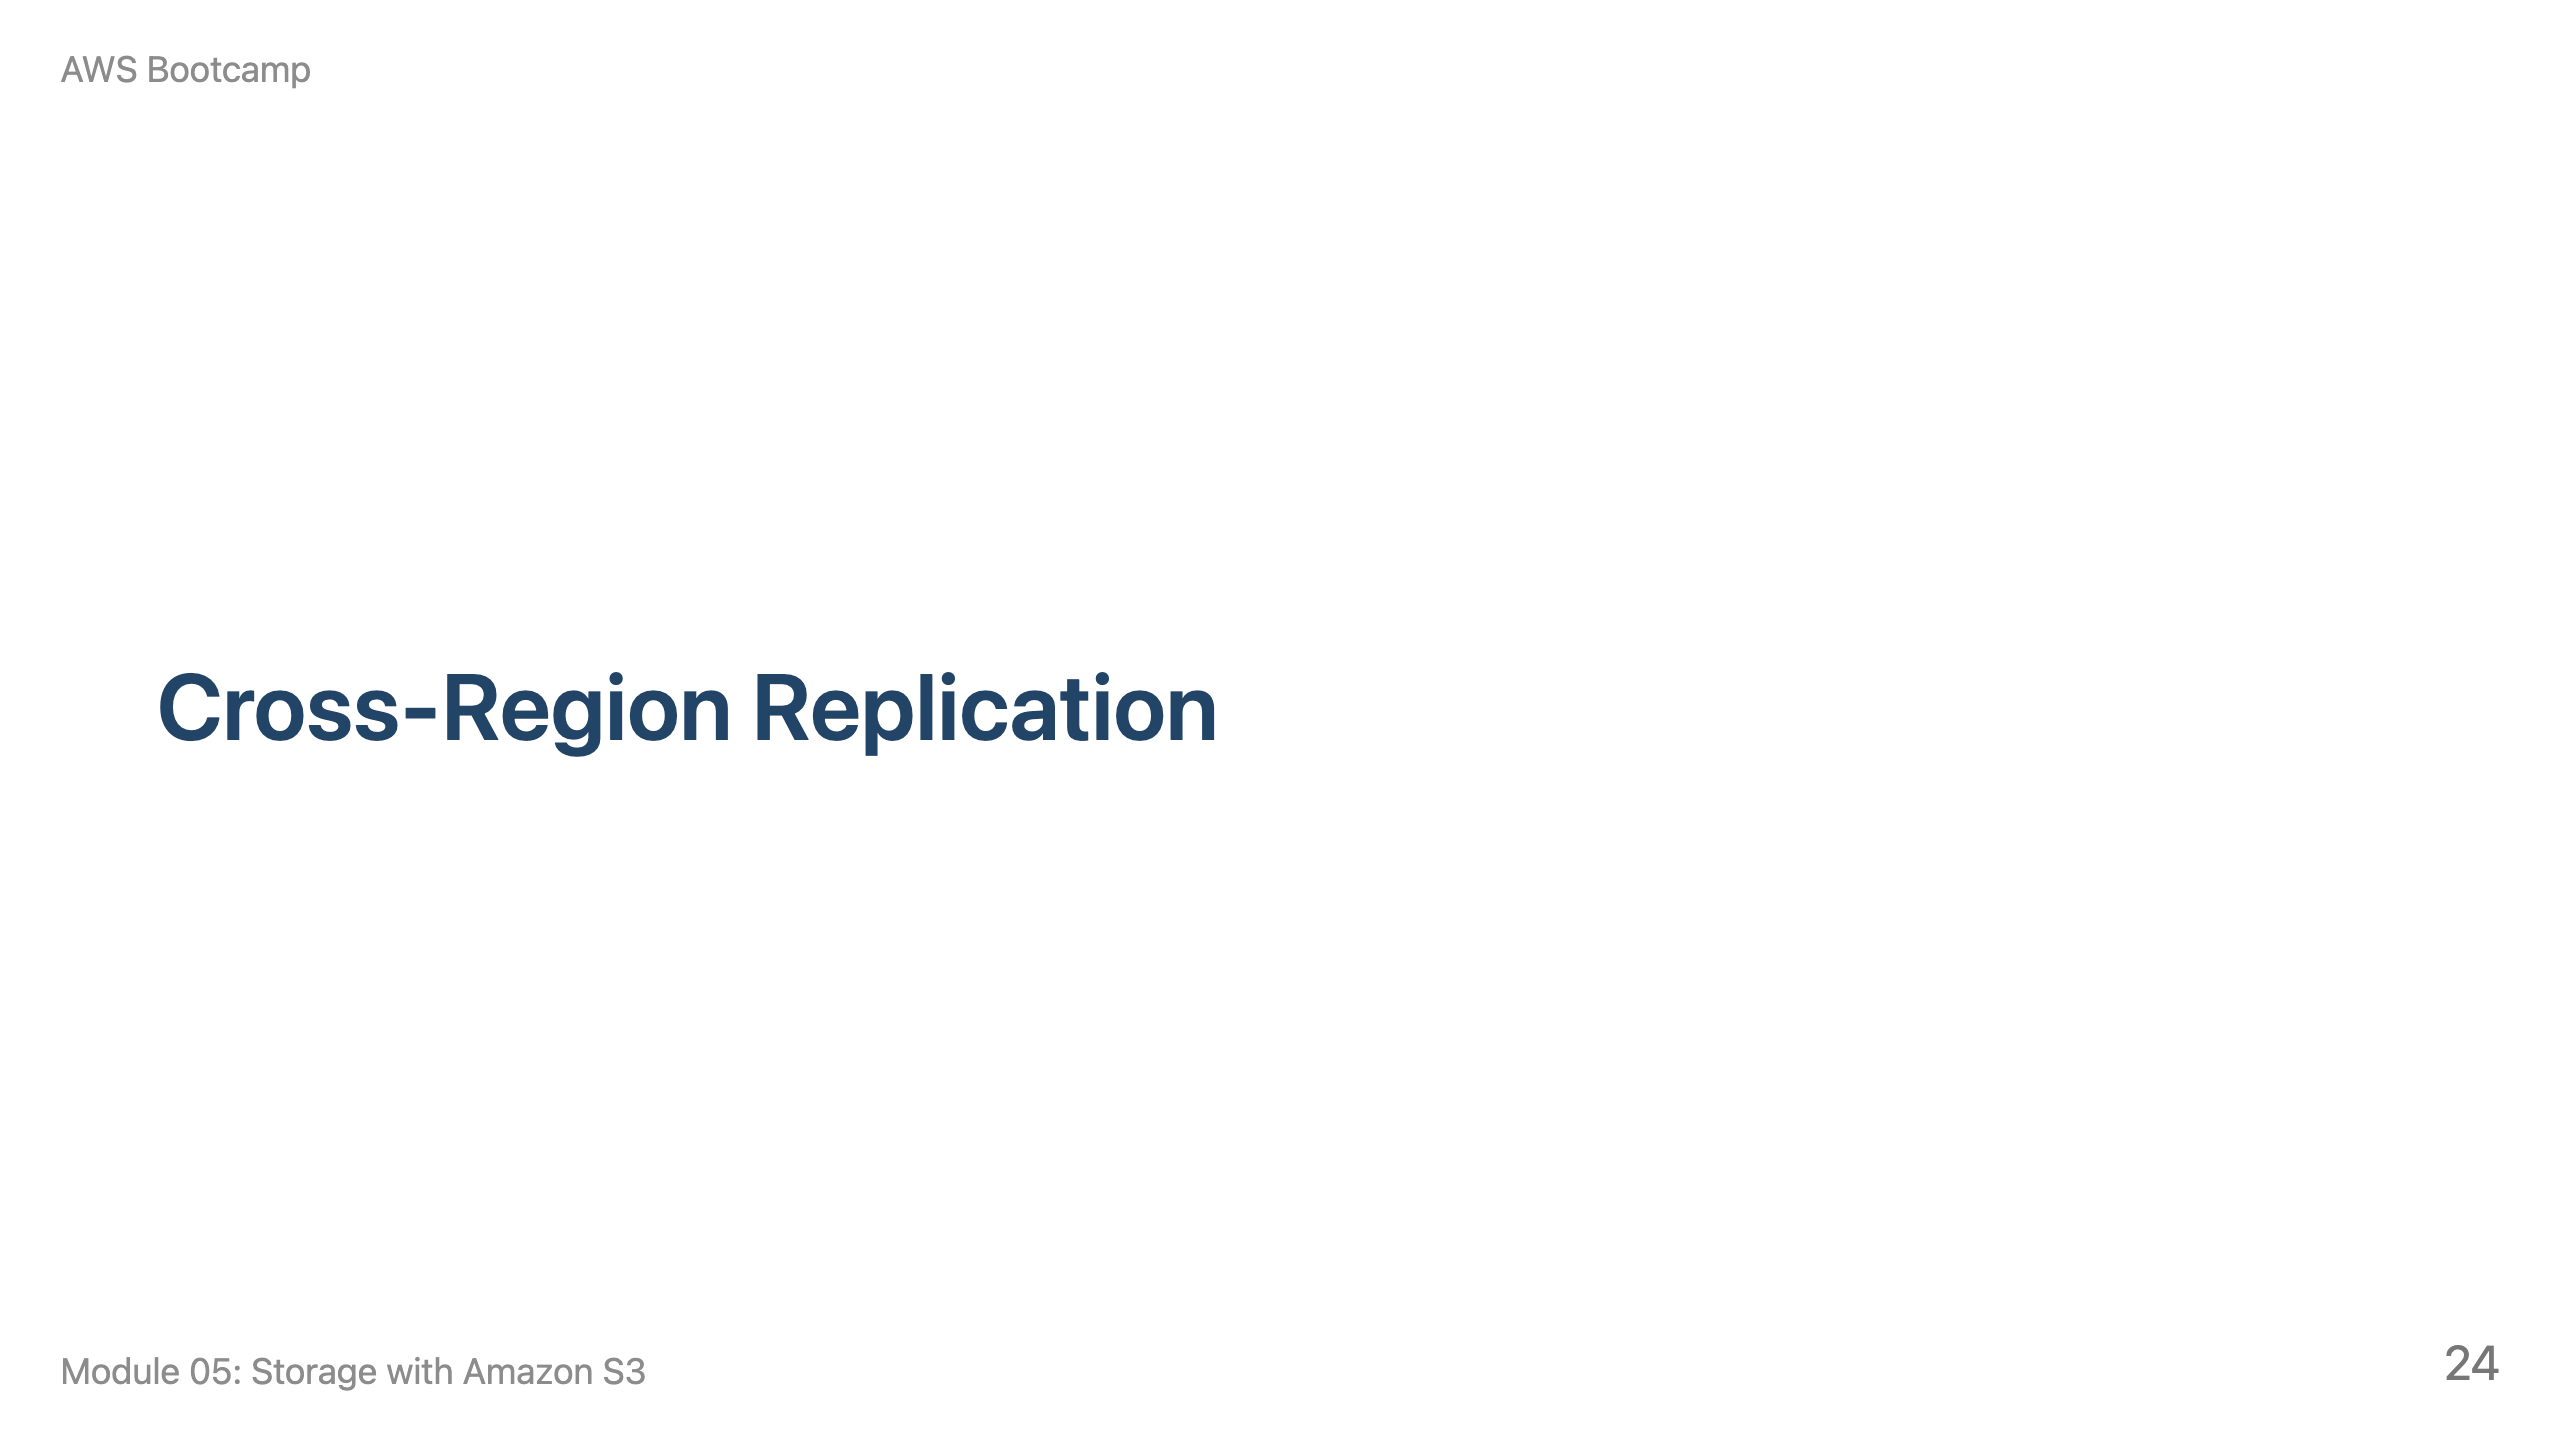 AWS Bootcamp
Cross-Region Replication
Module 05: Storage with Amazon S3
24